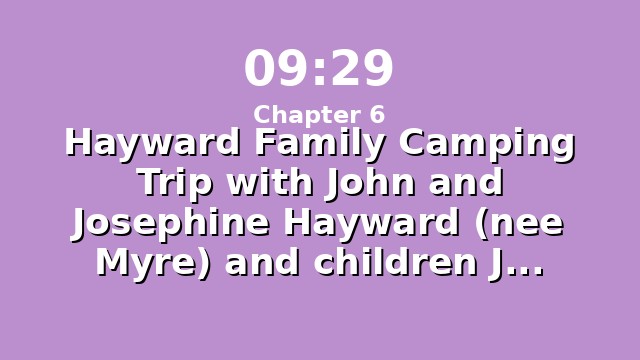 09:29
Chapter 6
Hayward Family Camping
Trip with John and
Josephine Hayward (nee
Myre) and children J...